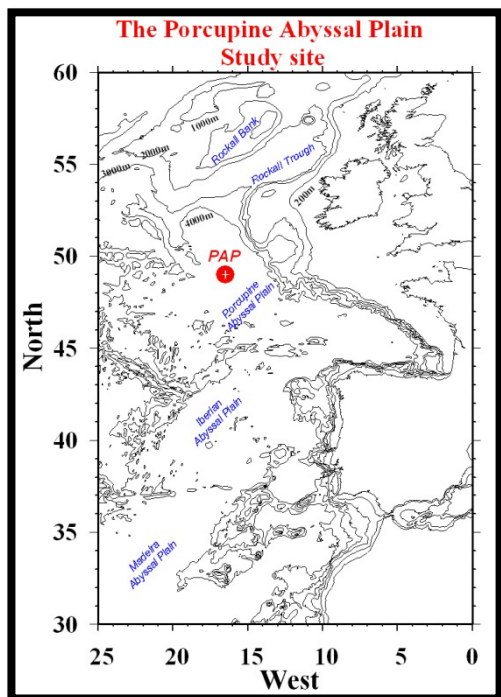 The Porcupine Abyssal Plain
Study site
60
1000m
Rockall Bank
2000m
3000m
Rockall Trough
55
200m
4000m
PAP
50
Porcupine
Abyssal Plain
North
45
Iberian
Abyssal Plain
40
35
Madeira
Abyssal Plain
30
25 20 15 10 5 0
West